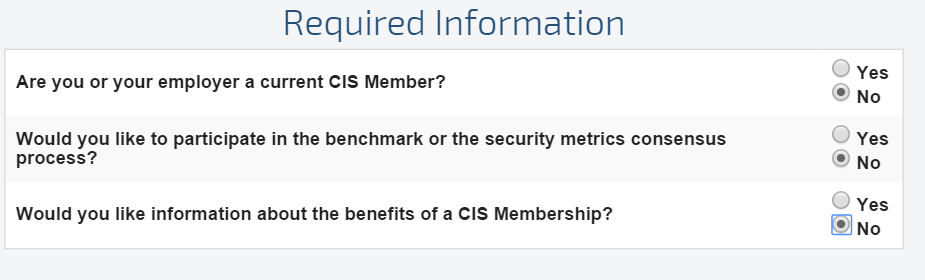 Required Information
Are you or your employer a current CIS Member?
Yes
No
Would you like to participate in the benchmark or the security metrics consensus
process?
Yes
No
Would you like information about the benefits of a CIS Membership?
Yes
No